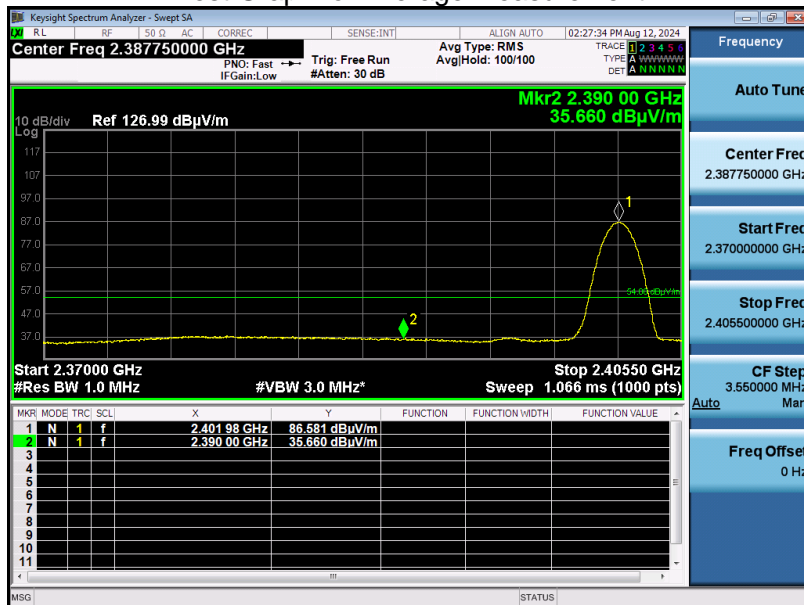 Keysight Spectrum Analyzer - Swept SA
RL RF 50 Ω AC CORREC SENSE:INT ALIGN AUTO 02:27:34 PM Aug 12, 2024
Center Freq 2.387750000 GHz
PNO: Fast
IFGain:Low
Trig: Free Run
#Atten: 30 dB
Avg Type: RMS
Avg|Hold: 100/100
TRACE 1 2 3 4 5 6
TYPE A WWWWW
DET A N N N N N
Mkr2 2.390 00 GHz
35.660 dBµV/m
10 dB/div Ref 126.99 dBµV/m
Log
117
107
97.0
87.0
77.0
67.0
57.0
47.0
37.0
1
2
54.00 dBµV/m
Start 2.37000 GHz Stop 2.40550 GHz
#Res BW 1.0 MHz #VBW 3.0 MHz* Sweep 1.066 ms (1000 pts)
MKR MODE TRC SCL X Y FUNCTION FUNCTION WIDTH FUNCTION VALUE
1 N 1 f 2.401 98 GHz 86.581 dBµV/m
2 N 1 f 2.390 00 GHz 35.660 dBµV/m
3
4
5
6
7
8
9
10
11
MSG STATUS
Frequency
Auto Tune
Center Freq
2.387750000 GHz
Start Freq
2.370000000 GHz
Stop Freq
2.405500000 GHz
CF Step
3.550000 MHz
Auto Man
Freq Offset
0 Hz